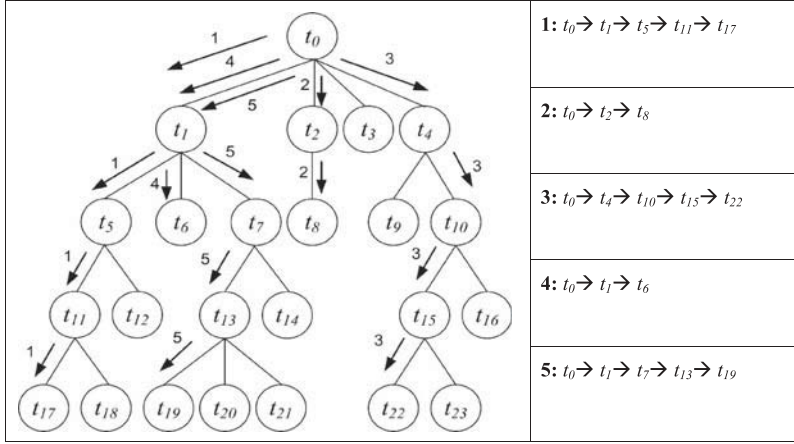 t0
1
4
5
2
3
t1 t2 t3 t4
1
4
5
2
3
t5 t6 t7 t8 t9 t10
1
5
3
t11 t12 t13 t14 t15 t16
1
5
3
t17 t18 t19 t20 t21 t22 t23
1: t0→ t1→ t5→ t11→ t17
2: t0→ t2→ t8
3: t0→ t4→ t10→ t15→ t22
4: t0→ t1→ t6
5: t0→ t1→ t7→ t13→ t19